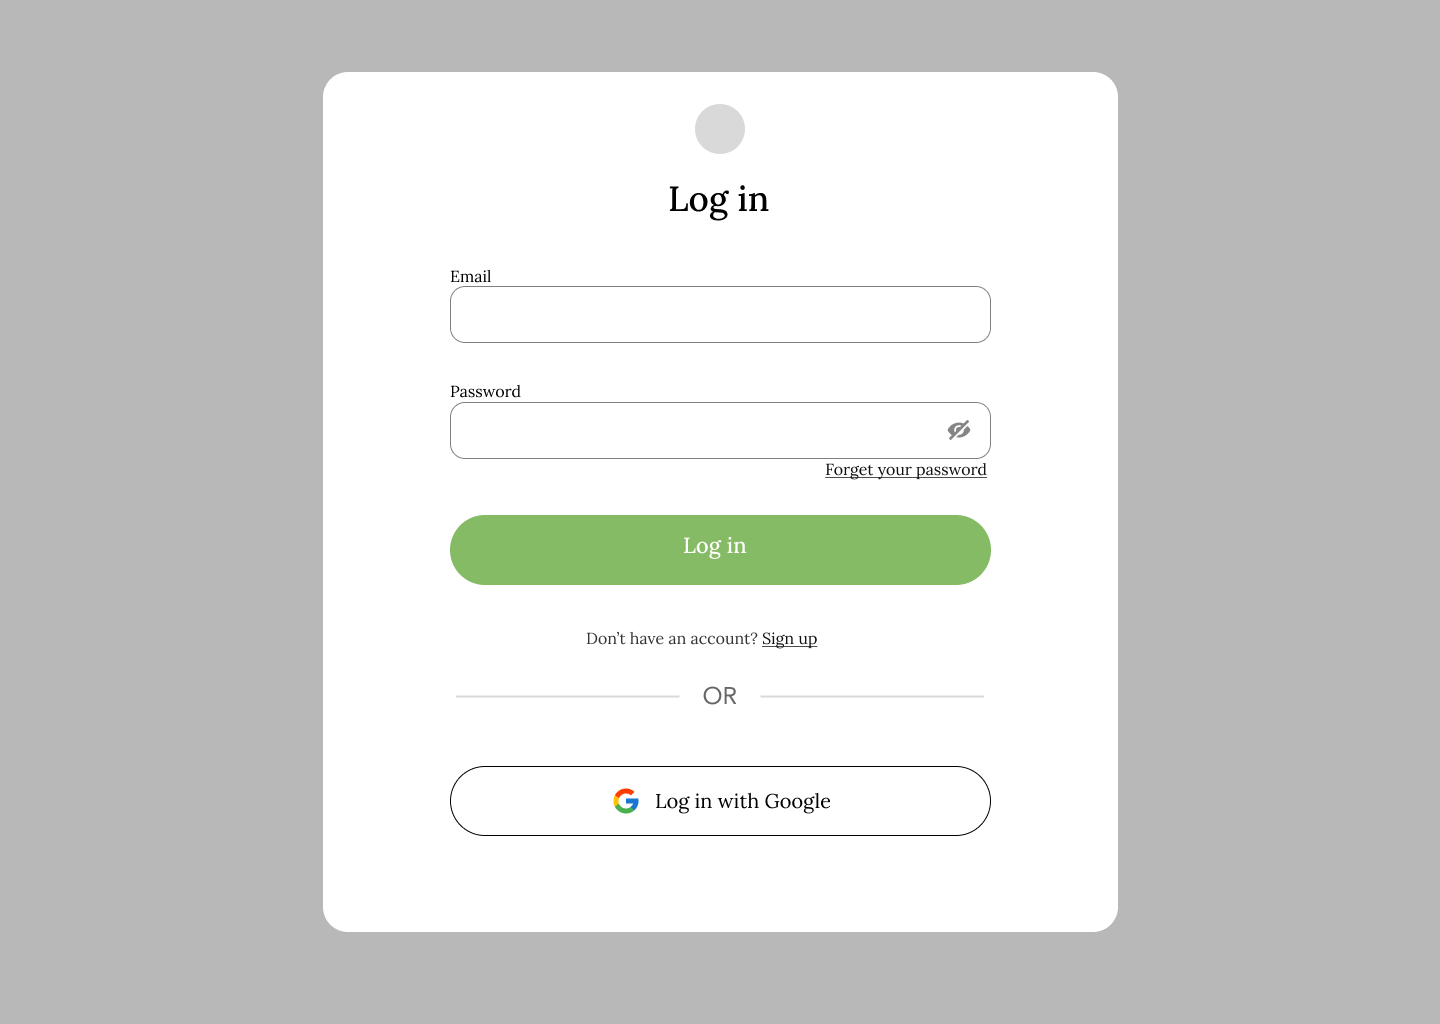 Log in
Email
Password
Forget your password
Log in
Don’t have an account? Sign up
OR
Log in with Google